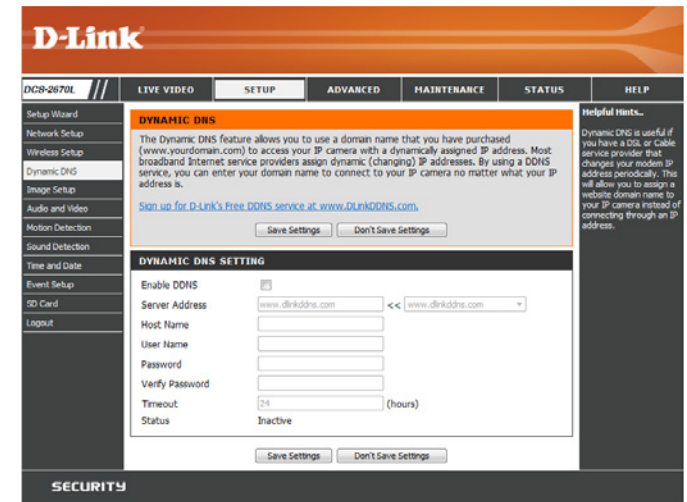 D-Link
DCS-2670L
LIVE VIDEO
SETUP
ADVANCED
MAINTENANCE
STATUS
HELP
Setup Wizard
Network Setup
Wireless Setup
Dynamic DNS
Image Setup
Audio and Video
Motion Detection
Sound Detection
Time and Date
Event Setup
SD Card
Logout
DYNAMIC DNS
The Dynamic DNS feature allows you to use a domain name that you have purchased
(www.yourdomain.com) to access your IP camera with a dynamically assigned IP address. Most
broadband Internet service providers assign dynamic (changing) IP addresses. By using a DDNS
service, you can enter your domain name to connect to your IP camera no matter what your IP
address is.
Sign up for D-Link's Free DDNS service at www.DLinkDDNS.com.
Save Settings
Don't Save Settings
DYNAMIC DNS SETTING
Enable DDNS
Server Address www.dlinkddns.com << www.dlinkddns.com
Host Name
User Name
Password
Verify Password
Timeout 24 (hours)
Status Inactive
Save Settings
Don't Save Settings
Helpful Hints..
Dynamic DNS is useful if
you have a DSL or Cable
service provider that
changes your modem IP
address periodically. This
will allow you to assign a
website domain name to
your IP camera instead of
connecting through an IP
address.
SECURITY